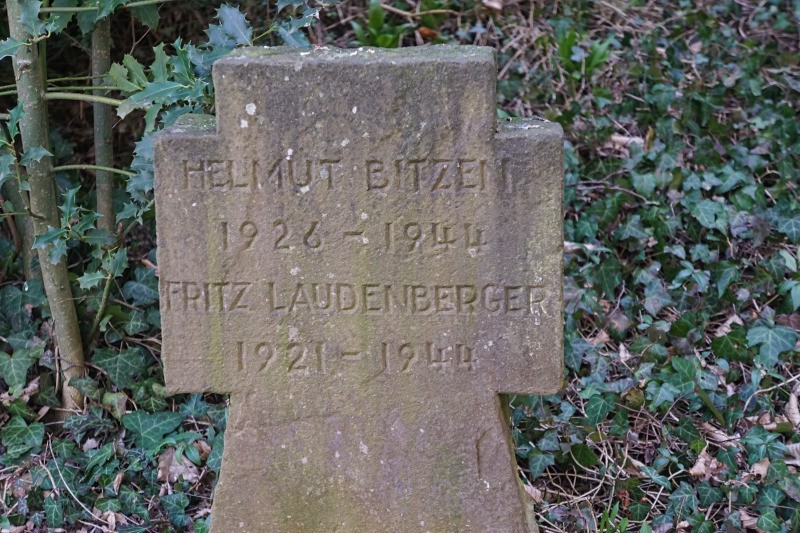 HELMUT BITZEN
1926 - 1944
FRITZ LAUDENBERGER
1921 - 1944